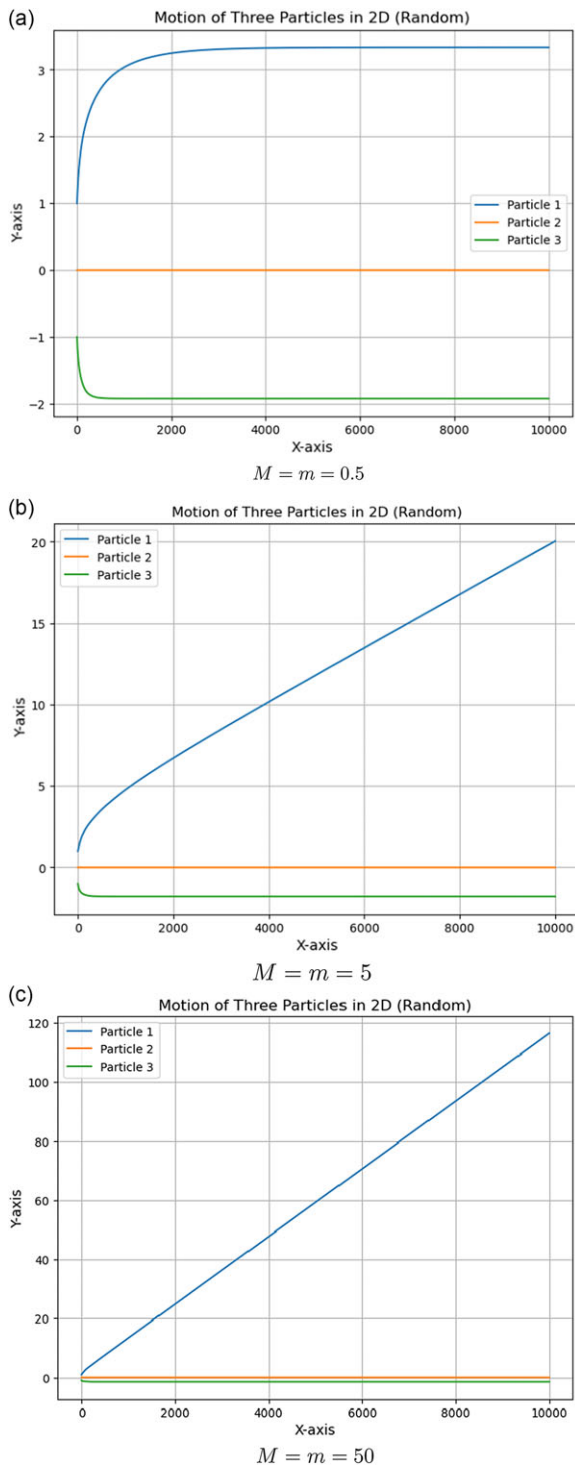 (a)
Motion of Three Particles in 2D (Random)
3
2
1
0
−1
−2
Y-axis
Particle 1
Particle 2
Particle 3
0 2000 4000 6000 8000 10000
X-axis
M = m = 0.5
(b)
Motion of Three Particles in 2D (Random)
Particle 1
Particle 2
Particle 3
20
15
10
5
0
Y-axis
0 2000 4000 6000 8000 10000
X-axis
M = m = 5
(c)
Motion of Three Particles in 2D (Random)
Particle 1
Particle 2
Particle 3
120
100
80
60
40
20
0
Y-axis
0 2000 4000 6000 8000 10000
X-axis
M = m = 50